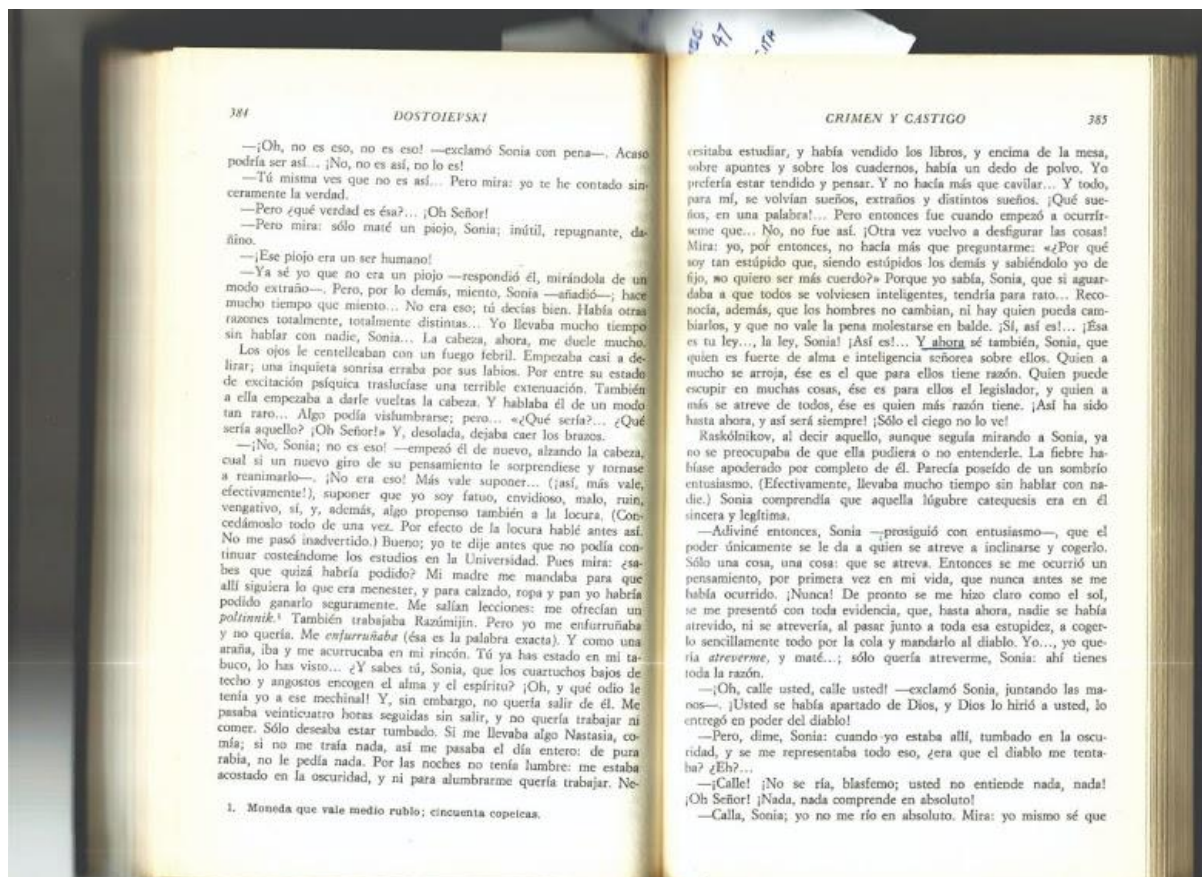 47
384
DOSTOIEVSKI
—¡Oh, no es eso, no es eso! —exclamó Sonia con pena—. Acaso
podría ser así... ¡No, no es así, no lo es!
—Tú misma ves que no es así... Pero mira: yo te he contado sin-
ceramente la verdad.
—Pero ¿qué verdad es ésa?... ¡Oh Señor!
—Pero mira: sólo maté un piojo, Sonia; inútil, repugnante, da-
ñino.
—¡Ese piojo era un ser humano!
—Ya sé yo que no era un piojo —respondió él, mirándola de un
modo extraño—. Pero, por lo demás, miento, Sonia —añadió—; hace
mucho tiempo que miento... No era eso; tú decías bien. Había otras
razones totalmente, totalmente distintas... Yo llevaba mucho tiempo
sin hablar con nadie, Sonia... La cabeza, ahora, me duele mucho.
Los ojos le centelleaban con un fuego febril. Empezaba casi a de-
lirar; una inquieta sonrisa erraba por sus labios. Por entre su estado
de excitación psíquica traslucíase una terrible extenuación. También
a ella empezaba a darle vueltas la cabeza. Y hablaba él de un modo
tan raro... Algo podía vislumbrarse; pero... «¿Qué sería?... ¿Qué
sería aquello? ¡Oh Señor!» Y, desolada, dejaba caer los brazos.
—¡No, Sonia; no es eso! —empezó él de nuevo, alzando la cabeza,
cual si un nuevo giro de su pensamiento le sorprendiese y tornase
a reanimarlo—. ¡No era eso! Más vale suponer... (¡así, más vale,
efectivamente!), suponer que yo soy fatuo, envidioso, malo, ruin,
vengativo, sí, y, además, algo propenso también a la locura. (Con-
cedámoslo todo de una vez. Por efecto de la locura hablé antes así.
No me pasó inadvertido.) Bueno; yo te dije antes que no podía con-
tinuar costeándome los estudios en la Universidad. Pues mira: ¿sa-
bes que quizá habría podido? Mi madre me mandaba para que
allí siguiera lo que era menester, y para calzado, ropa y pan yo habría
podido ganarlo seguramente. Me salían lecciones: me ofrecían un
poltinnik.¹ También trabajaba Razúmijin. Pero yo me enfurruñaba
y no quería. Me enfurruñaba (ésa es la palabra exacta). Y como una
araña, iba y me acurrucaba en mi rincón. Tú ya has estado en mi ta-
buco, lo has visto... ¿Y sabes tú, Sonia, que los cuartuchos bajos de
techo y angostos encogen el alma y el espíritu? ¡Oh, y qué odio le
tenía yo a ese mechinal! Y, sin embargo, no quería salir de él. Me
pasaba veinticuatro horas seguidas sin salir, y no quería trabajar ni
comer. Sólo deseaba estar tumbado. Si me llevaba algo Nastasia, co-
mía; si no me traía nada, así me pasaba el día entero: de pura
rabia, no le pedía nada. Por las noches no tenía lumbre: me estaba
acostado en la oscuridad, y ni para alumbrarme quería trabajar. Ne-
1. Moneda que vale medio rublo; cincuenta copeicas.
CRIMEN Y CASTIGO
385
cesitaba estudiar, y había vendido los libros, y encima de la mesa,
sobre apuntes y sobre los cuadernos, había un dedo de polvo. Yo
prefería estar tendido y pensar. Y no hacía más que cavilar... Y todo,
para mí, se volvían sueños, extraños y distintos sueños. ¡Qué sue-
ños, en una palabra!... Pero entonces fue cuando empezó a ocurrír-
seme que... No, no fue así. ¡Otra vez vuelvo a desfigurar las cosas!
Mira: yo, por entonces, no hacía más que preguntarme: «¿Por qué
soy tan estúpido que, siendo estúpidos los demás y sabiéndolo yo de
fijo, no quiero ser más cuerdo?» Porque yo sabía, Sonia, que si aguar-
daba a que todos se volviesen inteligentes, tendría para rato... Reco-
nocía, además, que los hombres no cambian, ni hay quien pueda cam-
biarlos, y que no vale la pena molestarse en balde. ¡Sí, así es!... ¡Ésa
es tu ley..., la ley, Sonia! ¡Así es!... Y ahora sé también, Sonia, que
quien es fuerte de alma e inteligencia señorea sobre ellos. Quien a
mucho se arroja, ése es el que para ellos tiene razón. Quien puede
escupir en muchas cosas, ése es para ellos el legislador, y quien a
más se atreve de todos, ése es quien más razón tiene. ¡Así ha sido
hasta ahora, y así será siempre! ¡Sólo el ciego no lo ve!
Raskólnikov, al decir aquello, aunque seguía mirando a Sonia, ya
no se preocupaba de que ella pudiera o no entenderle. La fiebre ha-
bíase apoderado por completo de él. Parecía poseído de un sombrío
entusiasmo. (Efectivamente, llevaba mucho tiempo sin hablar con na-
die.) Sonia comprendía que aquella lúgubre catequesis era en él
sincera y legítima.
—Adiviné entonces, Sonia —prosiguió con entusiasmo—, que el
poder únicamente se le da a quien se atreve a inclinarse y cogerlo.
Sólo una cosa, una cosa: que se atreva. Entonces se me ocurrió un
pensamiento, por primera vez en mi vida, que nunca antes se me
había ocurrido. ¡Nunca! De pronto se me hizo claro como el sol,
se me presentó con toda evidencia, que, hasta ahora, nadie se había
atrevido, ni se atrevería, al pasar junto a toda esa estupidez, a coger-
lo sencillamente todo por la cola y mandarlo al diablo. Yo..., yo que-
ría atreverme, y maté...; sólo quería atreverme, Sonia: ahí tienes
toda la razón.
—¡Oh, calle usted, calle usted! —exclamó Sonia, juntando las ma-
nos—. ¡Usted se había apartado de Dios, y Dios lo hirió a usted, lo
entregó en poder del diablo!
—Pero, dime, Sonia: cuando yo estaba allí, tumbado en la oscu-
ridad, y se me representaba todo eso, ¿era que el diablo me tenta-
ba? ¿Eh?...
—¡Calle! ¡No se ría, blasfemo; usted no entiende nada, nada!
¡Oh Señor! ¡Nada, nada comprende en absoluto!
—Calla, Sonia; yo no me río en absoluto. Mira: yo mismo sé que